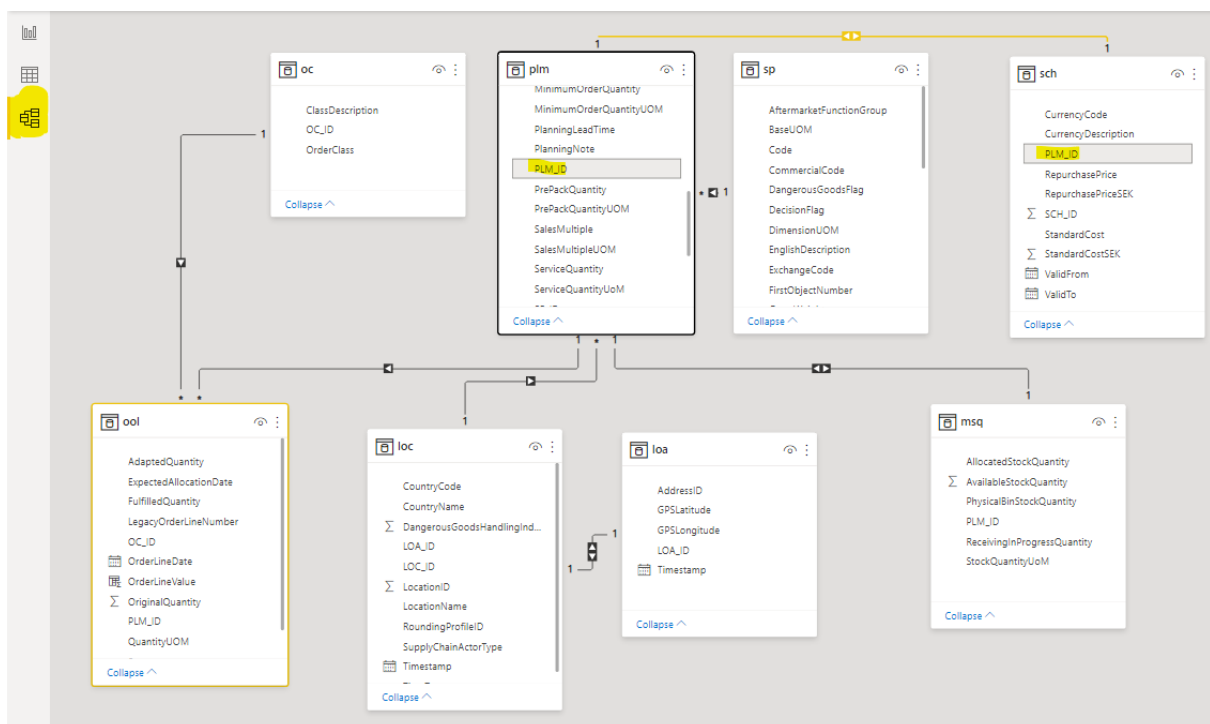 1
1
oc
ClassDescription
OC_ID
OrderClass
Collapse
1
plm
MinimumOrderQuantity
MinimumOrderQuantityUOM
PlanningLeadTime
PlanningNote
PLM_ID
PrePackQuantity
PrePackQuantityUOM
SalesMultiple
SalesMultipleUOM
ServiceQuantity
ServiceQuantityUoM
Collapse
* 1
sp
AftermarketFunctionGroup
BaseUOM
Code
CommercialCode
DangerousGoodsFlag
DecisionFlag
DimensionUOM
EnglishDescription
ExchangeCode
FirstObjectNumber
Collapse
sch
CurrencyCode
CurrencyDescription
PLM_ID
RepurchasePrice
RepurchasePriceSEK
Σ SCH_ID
StandardCost
Σ StandardCostSEK
ValidFrom
ValidTo
Collapse
1 * 1
* *
1
1
ool
AdaptedQuantity
ExpectedAllocationDate
FulfilledQuantity
LegacyOrderLineNumber
OC_ID
OrderLineDate
OrderLineValue
Σ OriginalQuantity
PLM_ID
QuantityUOM
Collapse
loc
CountryCode
CountryName
Σ DangerousGoodsHandlingInd...
LOA_ID
LOC_ID
Σ LocationID
LocationName
RoundingProfileID
SupplyChainActorType
Timestamp
Collapse
1
1
loa
AddressID
GPSLatitude
GPSLongitude
LOA_ID
Timestamp
Collapse
msq
AllocatedStockQuantity
Σ AvailableStockQuantity
PhysicalBinStockQuantity
PLM_ID
ReceivingInProgressQuantity
StockQuantityUoM
Collapse